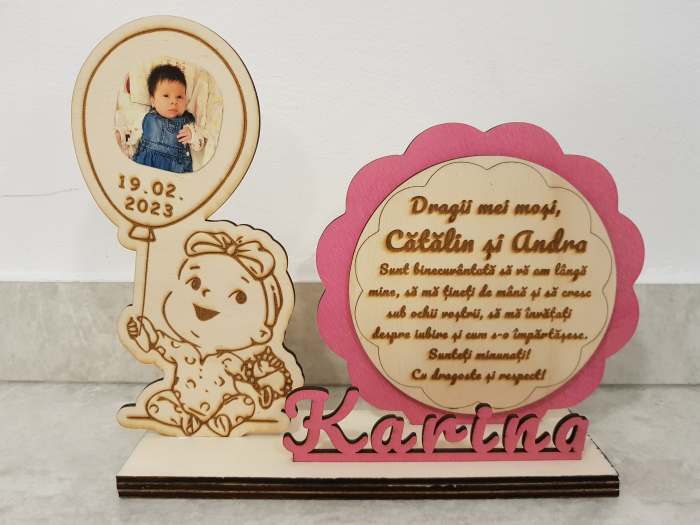 19.02.
2023
Dragii mei moși,
Cătălin și Andra
Sunt binecuvântată să vă am lângă
mine, să mă țineți de mână și să cresc
sub ochii voștrii, să mă învățați
despre iubire și cum s-o împărtășesc.
Sunteți minunați!
Cu dragoste și respect!
Karina